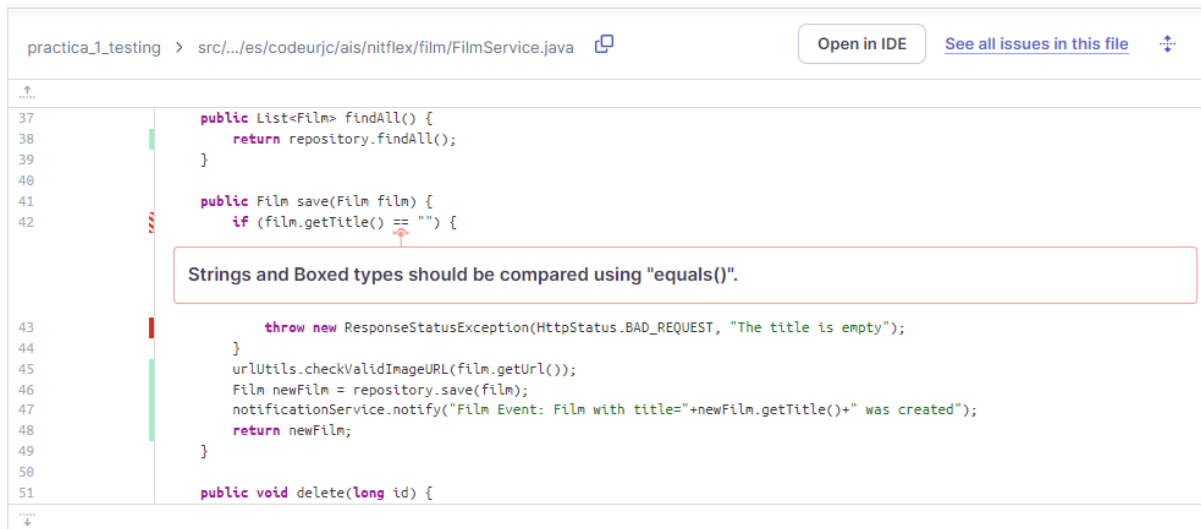 practica_1_testing > src/.../es/codeurjc/ais/nitflex/film/FilmService.java Open in IDE See all issues in this file
37 public List<Film> findAll() {
38 return repository.findAll();
39 }
40
41 public Film save(Film film) {
42 if (film.getTitle() == "") {
Strings and Boxed types should be compared using "equals()".
43 throw new ResponseStatusException(HttpStatus.BAD_REQUEST, "The title is empty");
44 }
45 urlUtils.checkValidImageURL(film.getUrl());
46 Film newFilm = repository.save(film);
47 notificationService.notify("Film Event: Film with title="+newFilm.getTitle()+" was created");
48 return newFilm;
49 }
50
51 public void delete(long id) {